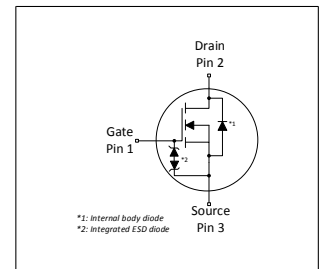 Drain
Pin 2
*1
Gate
Pin 1
*2
Source
Pin 3
*1: Internal body diode
*2: Integrated ESD diode